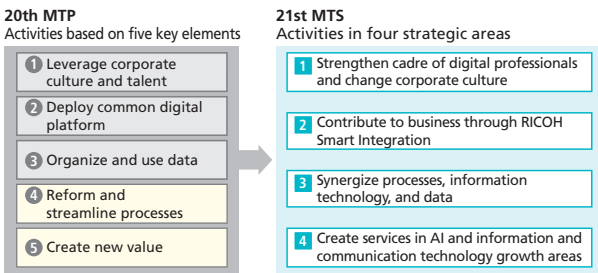 20th MTP
Activities based on five key elements
1 Leverage corporate
culture and talent
2 Deploy common digital
platform
3 Organize and use data
4 Reform and
streamline processes
5 Create new value
21st MTS
Activities in four strategic areas
1 Strengthen cadre of digital professionals
and change corporate culture
2 Contribute to business through RICOH
Smart Integration
3 Synergize processes, information
technology, and data
4 Create services in AI and information and
communication technology growth areas